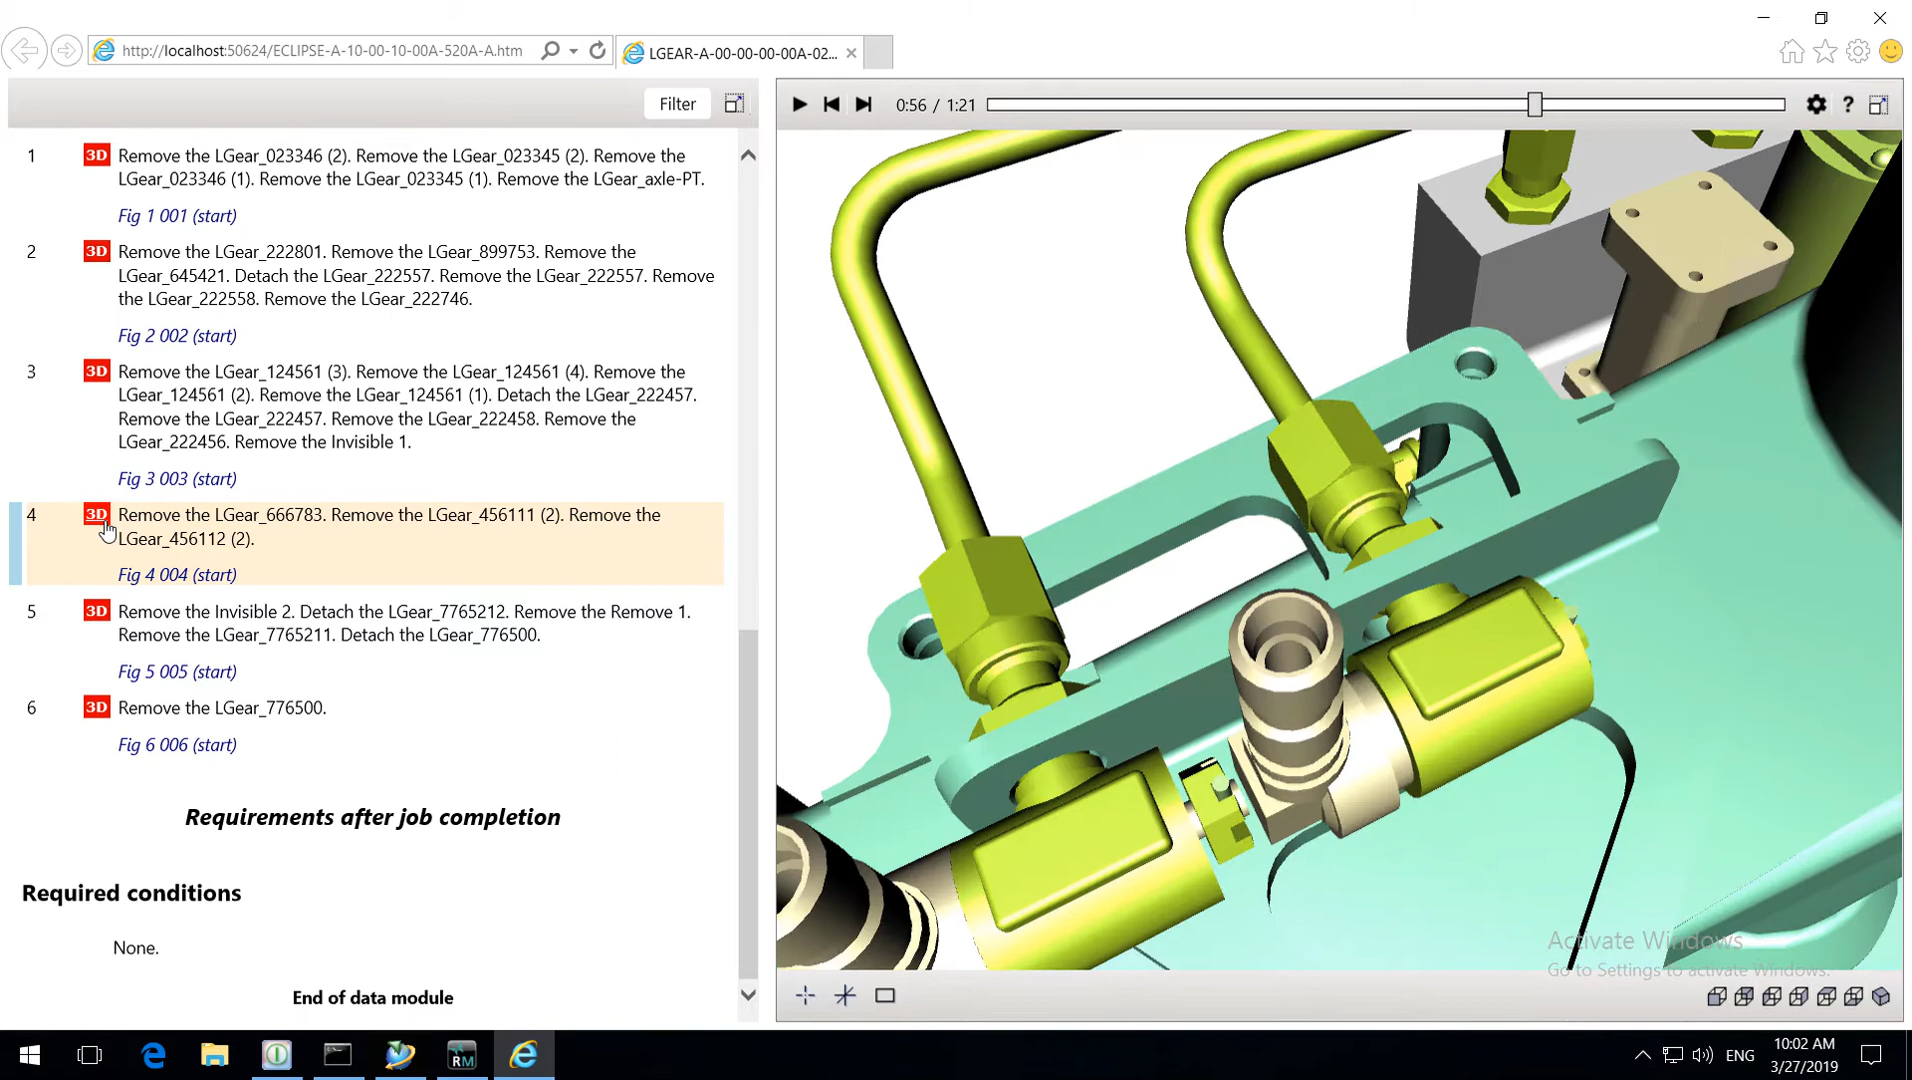 http://localhost:50624/ECLIPSE-A-10-00-10-00A-520A-A.htm
LGEAR-A-00-00-00-00A-02...
Filter
0:56 / 1:21
?
1
3D
Remove the LGear_023346 (2). Remove the LGear_023345 (2). Remove the
LGear_023346 (1). Remove the LGear_023345 (1). Remove the LGear_axle-PT.
Fig 1 001 (start)
2
3D
Remove the LGear_222801. Remove the LGear_899753. Remove the
LGear_645421. Detach the LGear_222557. Remove the LGear_222557. Remove
the LGear_222558. Remove the LGear_222746.
Fig 2 002 (start)
3
3D
Remove the LGear_124561 (3). Remove the LGear_124561 (4). Remove the
LGear_124561 (2). Remove the LGear_124561 (1). Detach the LGear_222457.
Remove the LGear_222457. Remove the LGear_222458. Remove the
LGear_222456. Remove the Invisible 1.
Fig 3 003 (start)
4
3D
Remove the LGear_666783. Remove the LGear_456111 (2). Remove the
LGear_456112 (2).
Fig 4 004 (start)
5
3D
Remove the Invisible 2. Detach the LGear_7765212. Remove the Remove 1.
Remove the LGear_7765211. Detach the LGear_776500.
Fig 5 005 (start)
6
3D
Remove the LGear_776500.
Fig 6 006 (start)
Requirements after job completion
Required conditions
None.
End of data module
Activate Windows
Go to Settings to activate Windows.
RM
ENG
10:02 AM
3/27/2019